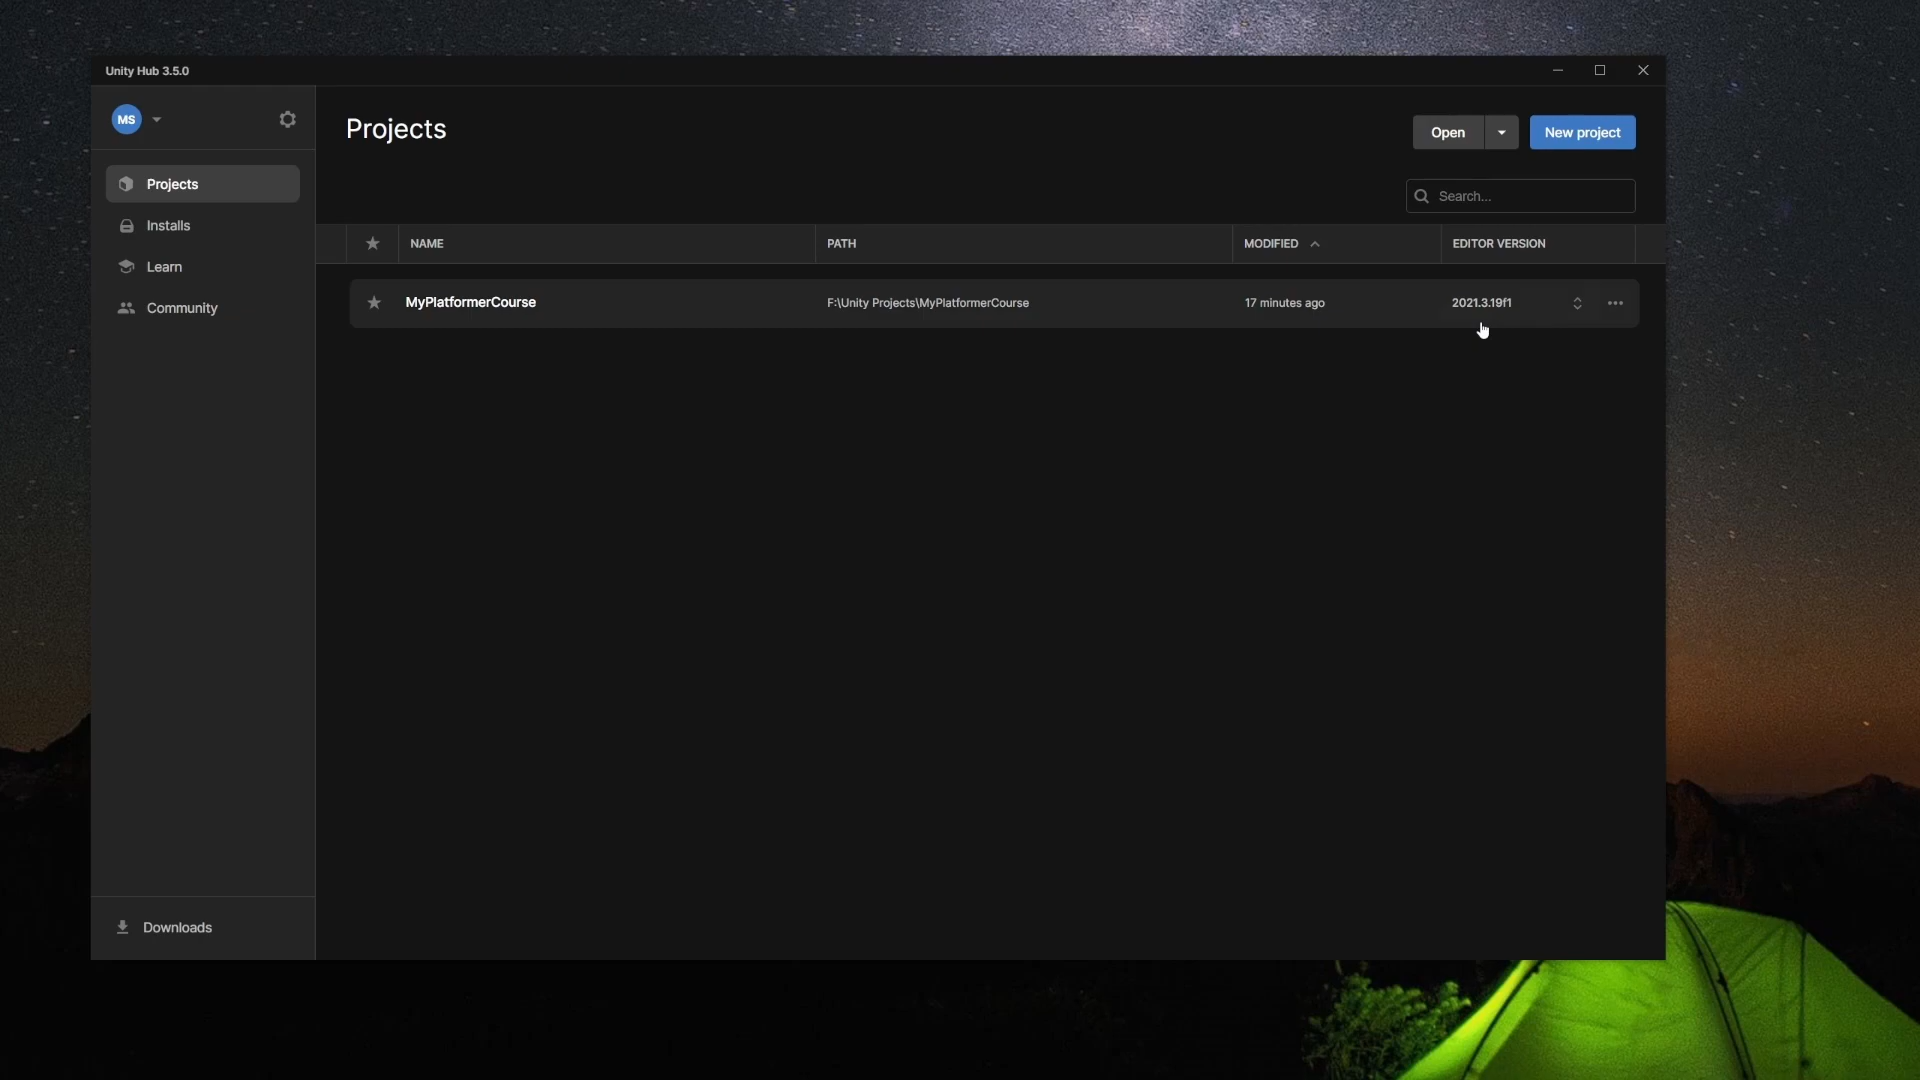 Unity Hub 3.5.0
MS
Projects
Open
New project
Projects
Installs
Learn
Community
Search...
NAME
PATH
MODIFIED
EDITOR VERSION
MyPlatformerCourse
F:\Unity Projects\MyPlatformerCourse
17 minutes ago
2021.3.19f1
Downloads